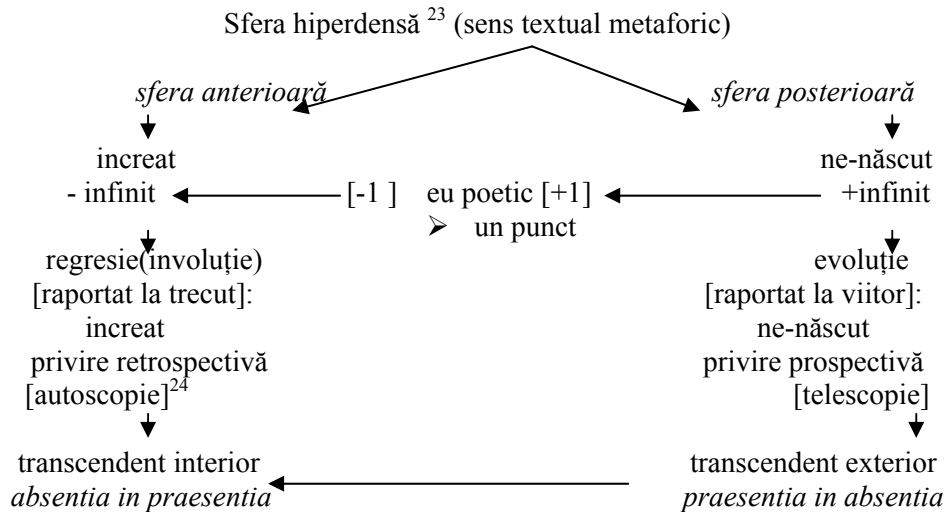 Sfera hiperdensă 23 (sens textual metaforic)
sfera anterioară sfera posterioară
increat ne-născut
- infinit [-1 ] eu poetic [+1] +infinit
➢ un punct
regresie(involuție) evoluție
[raportat la trecut]: [raportat la viitor]:
increat ne-născut
privire retrospectivă privire prospectivă
[autoscopie]24 [telescopie]
transcendent interior transcendent exterior
absentia in praesentia praesentia in absentia